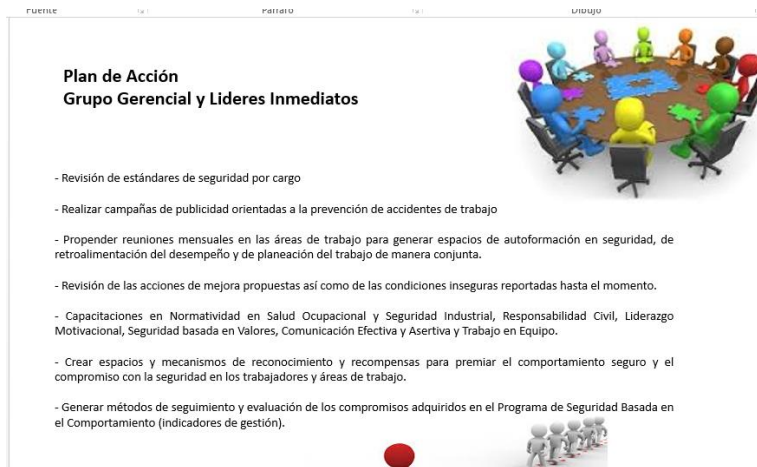 Fuente Párrafo Dibujo
Plan de Acción
Grupo Gerencial y Lideres Inmediatos
- Revisión de estándares de seguridad por cargo
- Realizar campañas de publicidad orientadas a la prevención de accidentes de trabajo
- Propender reuniones mensuales en las áreas de trabajo para generar espacios de autoformación en seguridad, de
retroalimentación del desempeño y de planeación del trabajo de manera conjunta.
- Revisión de las acciones de mejora propuestas así como de las condiciones inseguras reportadas hasta el momento.
- Capacitaciones en Normatividad en Salud Ocupacional y Seguridad Industrial, Responsabilidad Civil, Liderazgo
Motivacional, Seguridad basada en Valores, Comunicación Efectiva y Asertiva y Trabajo en Equipo.
- Crear espacios y mecanismos de reconocimiento y recompensas para premiar el comportamiento seguro y el
compromiso con la seguridad en los trabajadores y áreas de trabajo.
- Generar métodos de seguimiento y evaluación de los compromisos adquiridos en el Programa de Seguridad Basada en
el Comportamiento (indicadores de gestión).